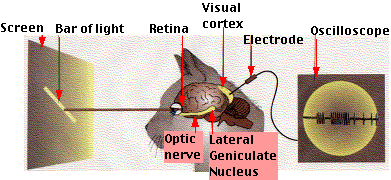 Screen
Bar of light
Retina
Visual
cortex
Electrode
Oscilloscope
Optic
nerve
Lateral
Geniculate
Nucleus